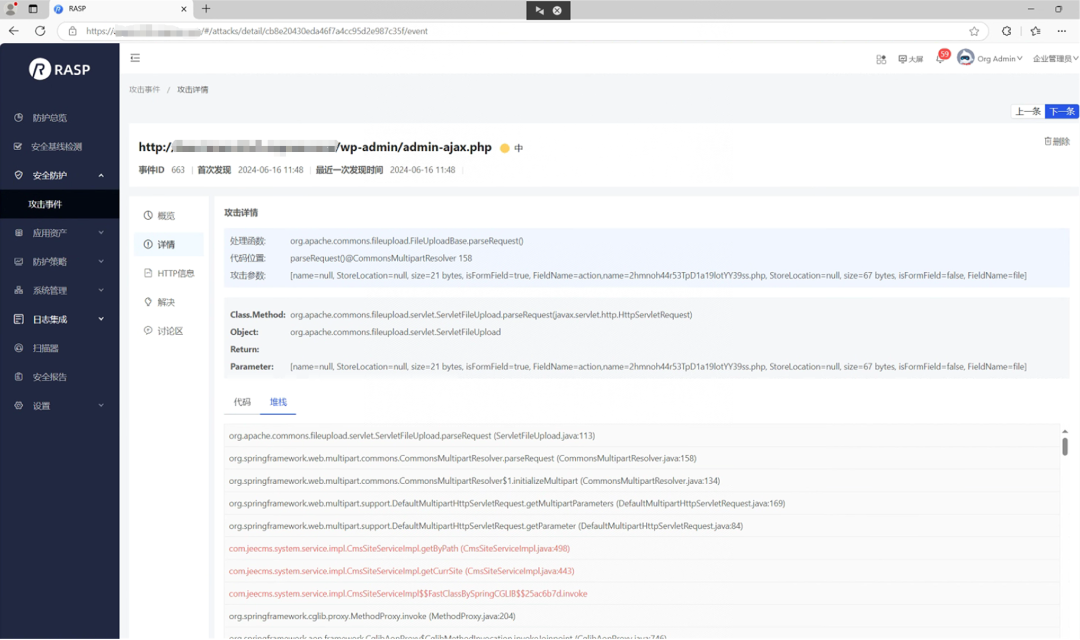 RASP
https://
/#/attacks/detail/cb8e20430eda46f7a4cc95d2e987c35f/event
RASP
大屏
59
Org Admin
企业管理员
防护总览
安全基线检测
安全防护
攻击事件
应用资产
防护策略
系统管理
日志集成
扫描器
安全报告
设置
攻击事件 / 攻击详情
上一条
下一条
http:/
/wp-admin/admin-ajax.php
中
删除
事件ID 663 首次发现 2024-06-16 11:48 最近一次发现时间 2024-06-16 11:48
概览
详情
HTTP信息
解决
讨论区
攻击详情
处理函数: org.apache.commons.fileupload.FileUploadBase.parseRequest()
代码位置: parseRequest()@CommonsMultipartResolver 158
攻击参数: [name=null, StoreLocation=null, size=21 bytes, isFormField=true, FieldName=action,name=2hmnoh44r53TpD1a19lotYY39ss.php, StoreLocation=null, size=67 bytes, isFormField=false, FieldName=file]
Class.Method: org.apache.commons.fileupload.servlet.ServletFileUpload.parseRequest(javax.servlet.http.HttpServletRequest)
Object: org.apache.commons.fileupload.servlet.ServletFileUpload
Return:
Parameter: [name=null, StoreLocation=null, size=21 bytes, isFormField=true, FieldName=action,name=2hmnoh44r53TpD1a19lotYY39ss.php, StoreLocation=null, size=67 bytes, isFormField=false, FieldName=file]
代码 堆栈
org.apache.commons.fileupload.servlet.ServletFileUpload.parseRequest (ServletFileUpload.java:113)
org.springframework.web.multipart.commons.CommonsMultipartResolver.parseRequest (CommonsMultipartResolver.java:158)
org.springframework.web.multipart.commons.CommonsMultipartResolver$1.initializeMultipart (CommonsMultipartResolver.java:134)
org.springframework.web.multipart.support.DefaultMultipartHttpServletRequest.getMultipartParameters (DefaultMultipartHttpServletRequest.java:169)
org.springframework.web.multipart.support.DefaultMultipartHttpServletRequest.getParameter (DefaultMultipartHttpServletRequest.java:84)
com.jeecms.system.service.impl.CmsSiteServiceImpl.getByPath (CmsSiteServiceImpl.java:498)
com.jeecms.system.service.impl.CmsSiteServiceImpl.getCurrSite (CmsSiteServiceImpl.java:443)
com.jeecms.system.service.impl.CmsSiteServiceImpl$$FastClassBySpringCGLIB$$25ac6b7d.invoke
org.springframework.cglib.proxy.MethodProxy.invoke (MethodProxy.java:204)
org.springframework.aop.framework.CglibAopProxy$CglibMethodInvocation.invokeJoinpoint (CglibAopProxy.java:746)